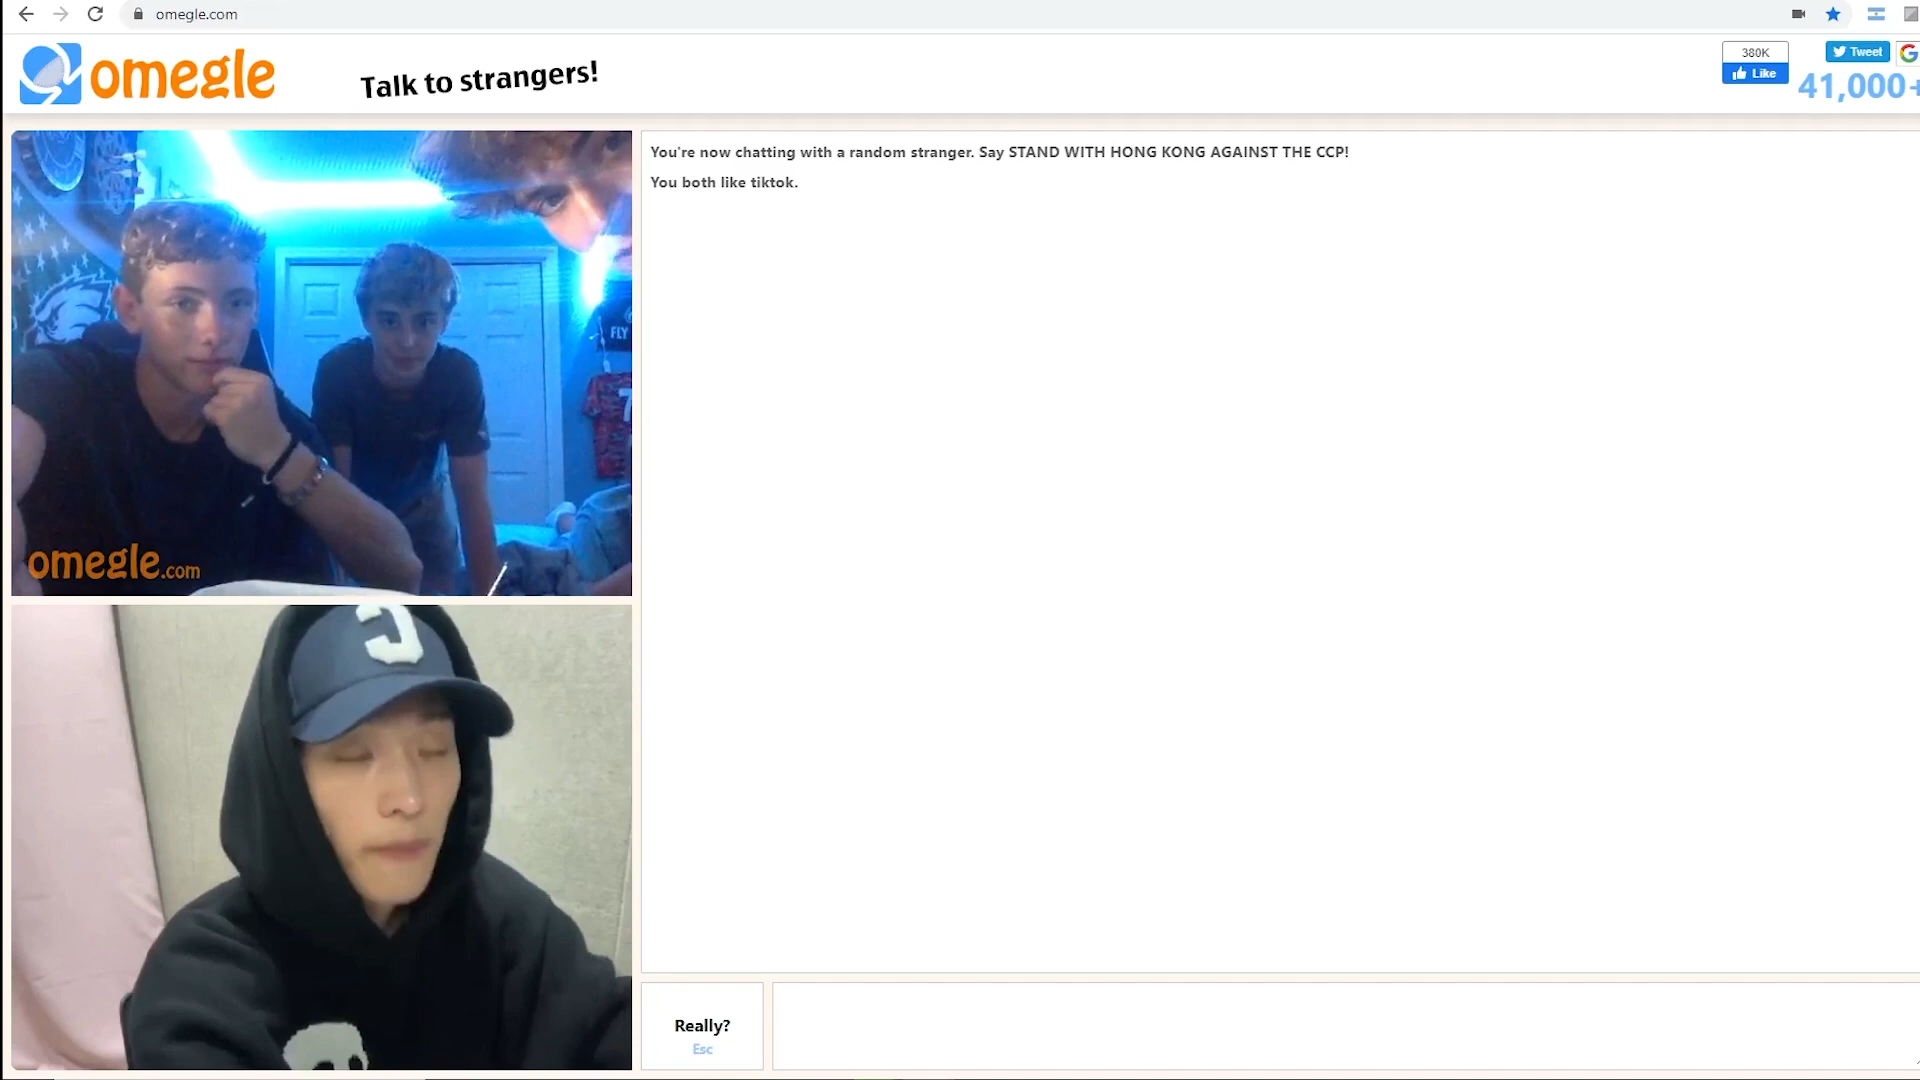 omegle.com
omegle
Talk to strangers!
380K
Like
Tweet
41,000+
You're now chatting with a random stranger. Say STAND WITH HONG KONG AGAINST THE CCP!
You both like tiktok.
FLY
omegle.com
C
Really?
Esc